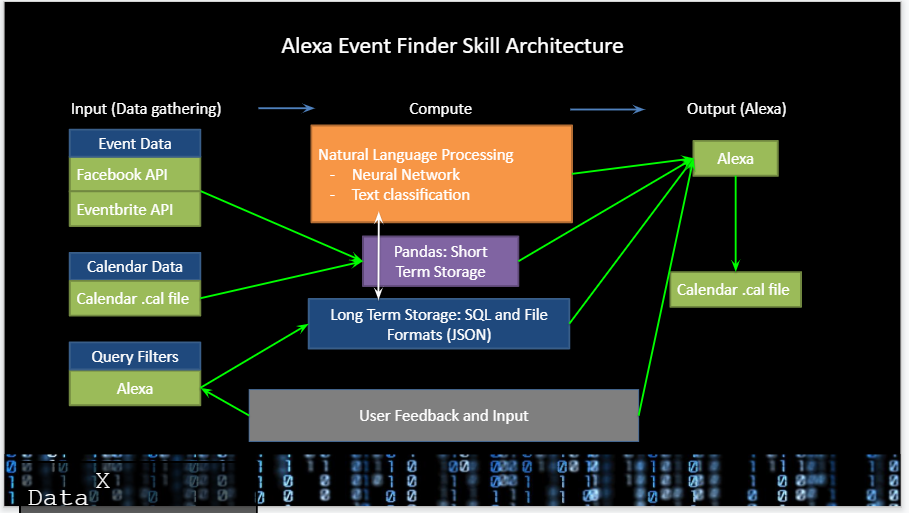 Alexa Event Finder Skill Architecture
Input (Data gathering)
Compute
Output (Alexa)
Event Data
Facebook API
Eventbrite API
Calendar Data
Calendar .cal file
Query Filters
Alexa
Natural Language Processing
- Neural Network
- Text classification
Pandas: Short
Term Storage
Long Term Storage: SQL and File
Formats (JSON)
User Feedback and Input
Alexa
Calendar .cal file
X
Data